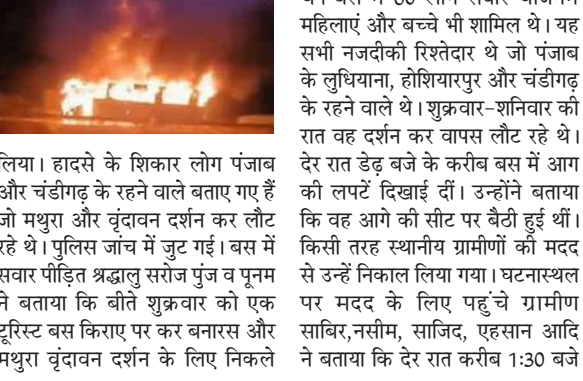 लिया। हादसे के शिकार लोग पंजाब
और चंडीगढ़ के रहने वाले बताए गए हैं
जो मथुरा और वृंदावन दर्शन कर लौट
रहे थे। पुलिस जांच में जुट गई। बस में
सवार पीड़ित श्रद्धालु सरोज पुंज व पूनम
ने बताया कि बीते शुक्रवार को एक
टूरिस्ट बस किराए पर कर बनारस और
मथुरा वृंदावन दर्शन के लिए निकले
महिलाएं और बच्चे भी शामिल थे। यह
सभी नजदीकी रिश्तेदार थे जो पंजाब
के लुधियाना, होशियारपुर और चंडीगढ़
के रहने वाले थे। शुक्रवार-शनिवार की
रात वह दर्शन कर वापस लौट रहे थे।
देर रात डेढ़ बजे के करीब बस में आग
की लपटें दिखाई दीं। उन्होंने बताया
कि वह आगे की सीट पर बैठी हुई थीं।
किसी तरह स्थानीय ग्रामीणों की मदद
से उन्हें निकाल लिया गया। घटनास्थल
पर मदद के लिए पहुंचे ग्रामीण
साबिर,नसीम, साजिद, एहसान आदि
ने बताया कि देर रात करीब 1:30 बजे